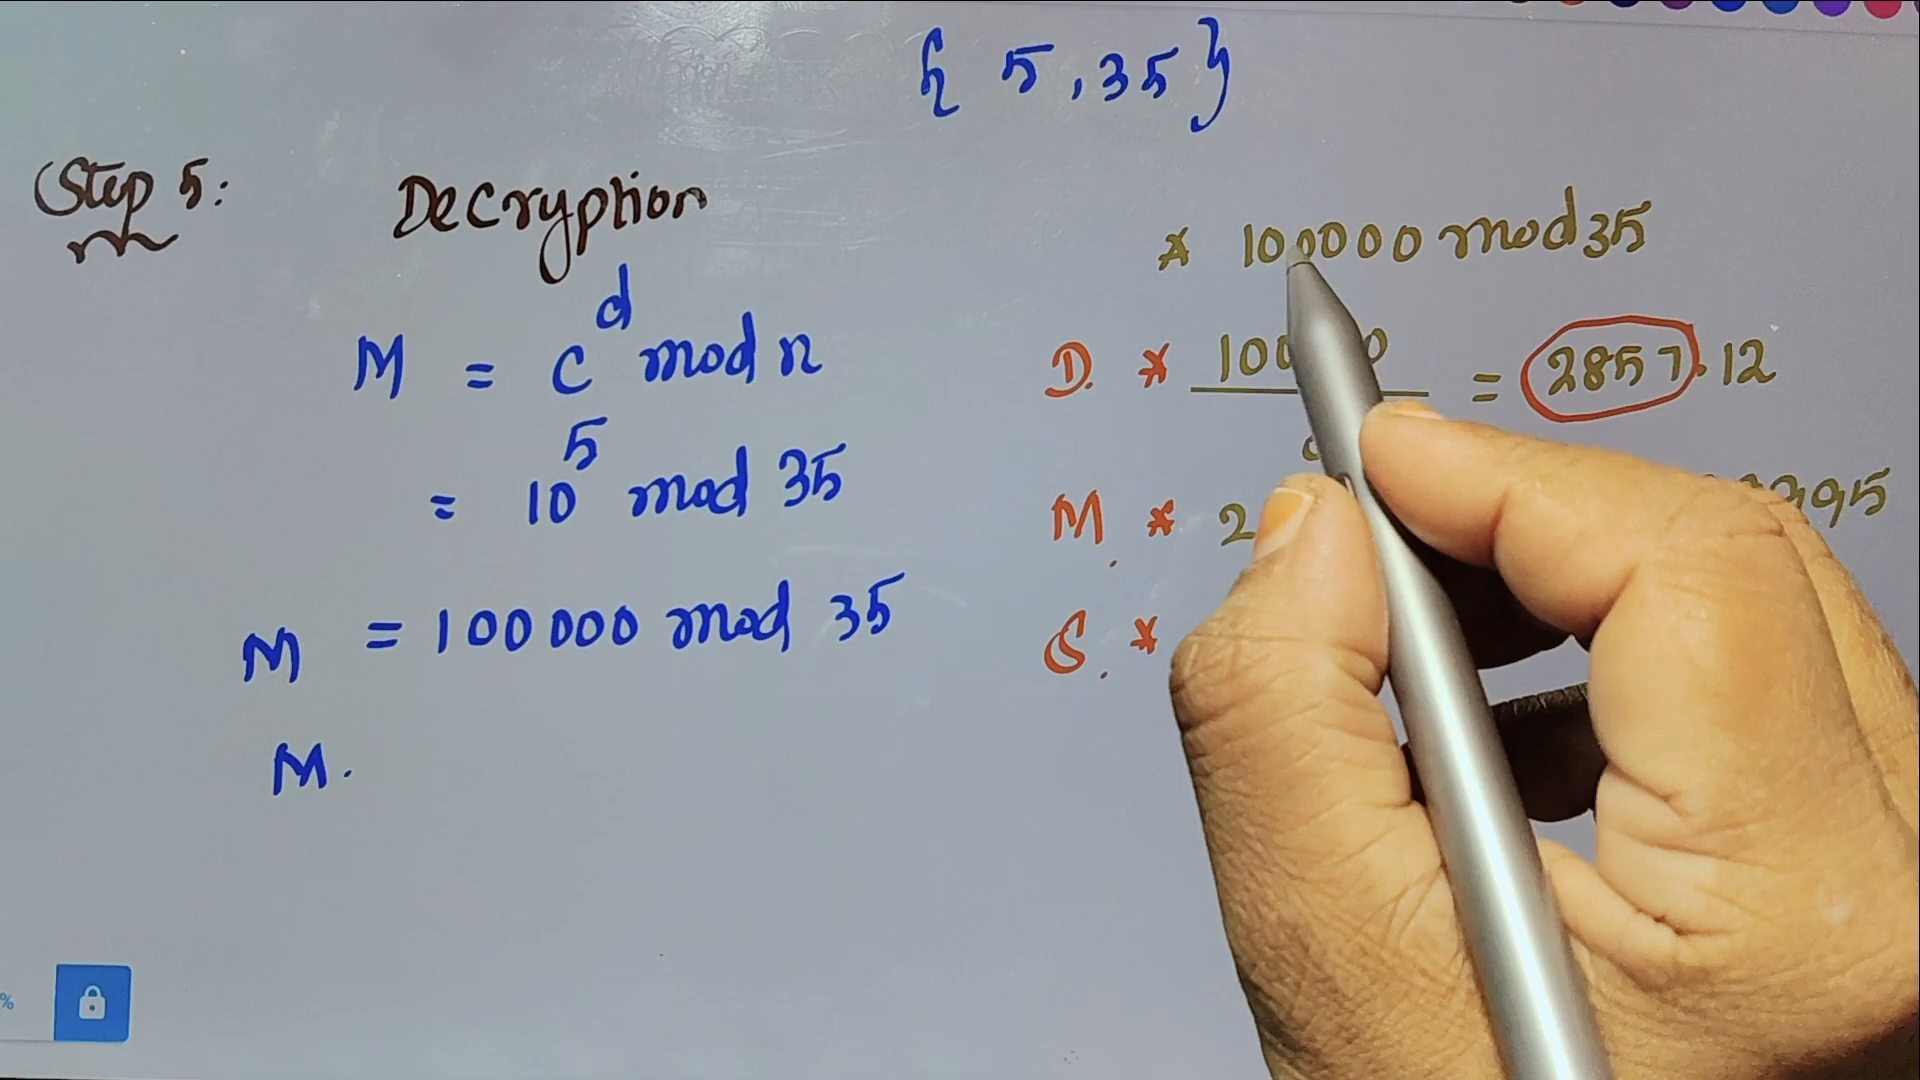 { 5,35}
Step 5: Decryption
M = C^d mod n
= 10^5 mod 35
M = 100000 mod 35
M.
* 100000 mod 35
D. * = 2857.12
M. * 2
S. *
%